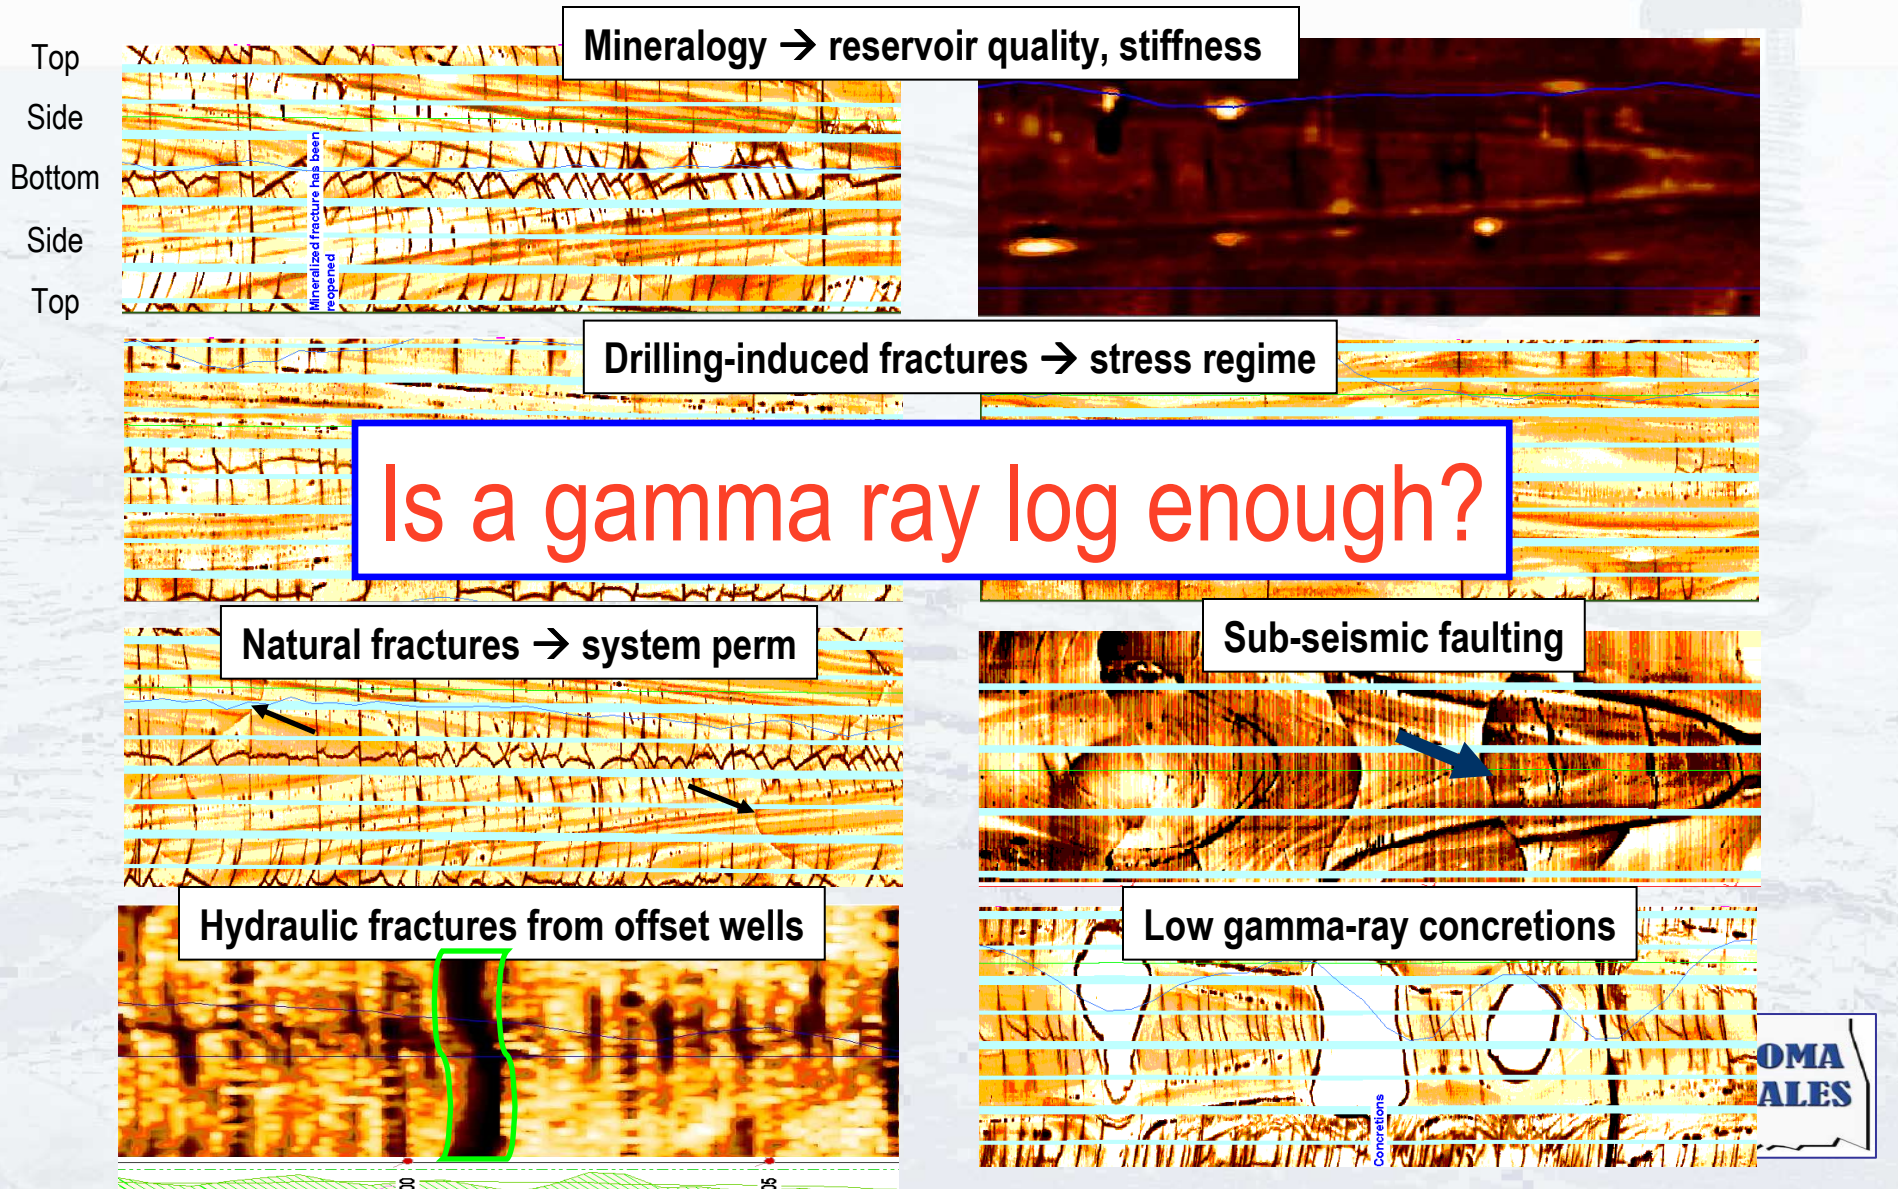 Mineralogy → reservoir quality, stiffness
Top
Side
Bottom
Side
Top
Mineralized fracture has been
reopened
Drilling-induced fractures → stress regime
Is a gamma ray log enough?
Natural fractures → system perm
Sub-seismic faulting
Hydraulic fractures from offset wells
Low gamma-ray concretions
Concretions
OMA
ALES